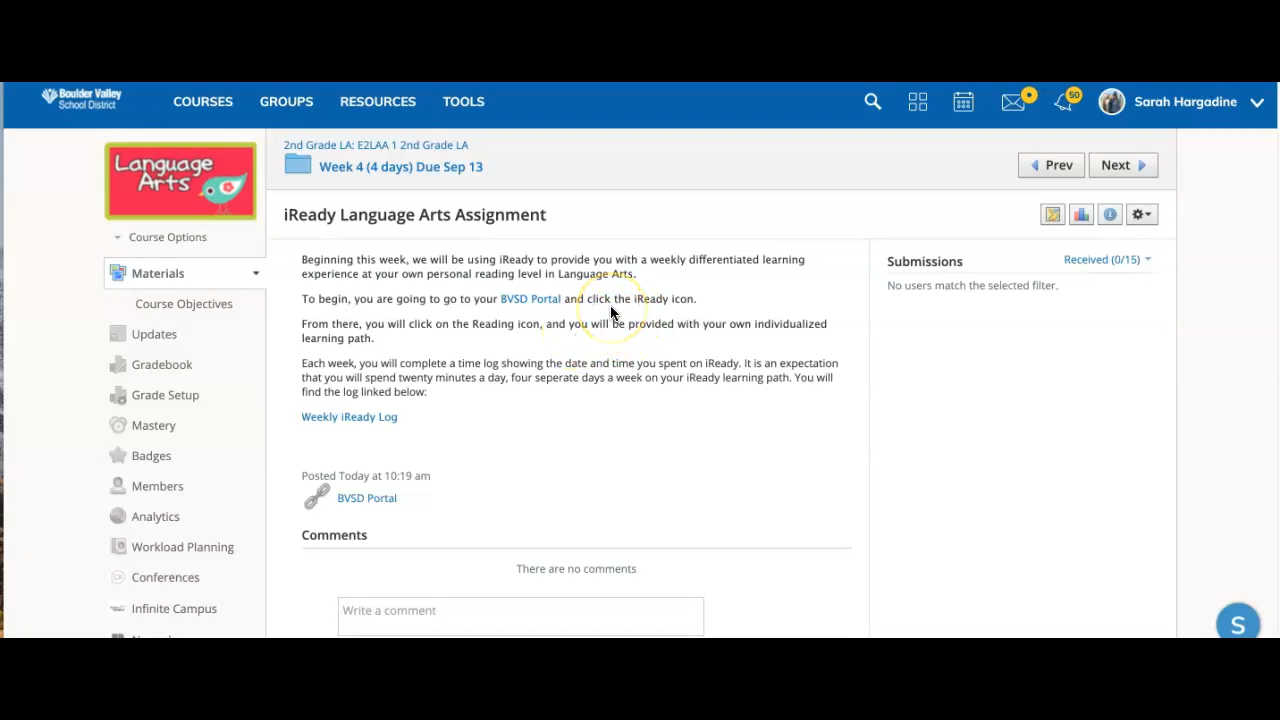 Boulder Valley
School District
COURSES
GROUPS
RESOURCES
TOOLS
50
Sarah Hargadine
Language
Arts
Course Options
Materials
Course Objectives
Updates
Gradebook
Grade Setup
Mastery
Badges
Members
Analytics
Workload Planning
Conferences
Infinite Campus
2nd Grade LA: E2LAA 1 2nd Grade LA
Week 4 (4 days) Due Sep 13
Prev
Next
iReady Language Arts Assignment
Beginning this week, we will be using iReady to provide you with a weekly differentiated learning
experience at your own personal reading level in Language Arts.
To begin, you are going to go to your BVSD Portal and click the iReady icon.
From there, you will click on the Reading icon, and you will be provided with your own individualized
learning path.
Each week, you will complete a time log showing the date and time you spent on iReady. It is an expectation
that you will spend twenty minutes a day, four seperate days a week on your iReady learning path. You will
find the log linked below:
Weekly iReady Log
Posted Today at 10:19 am
BVSD Portal
Comments
There are no comments
Write a comment
Submissions
Received (0/15)
No users match the selected filter.
S